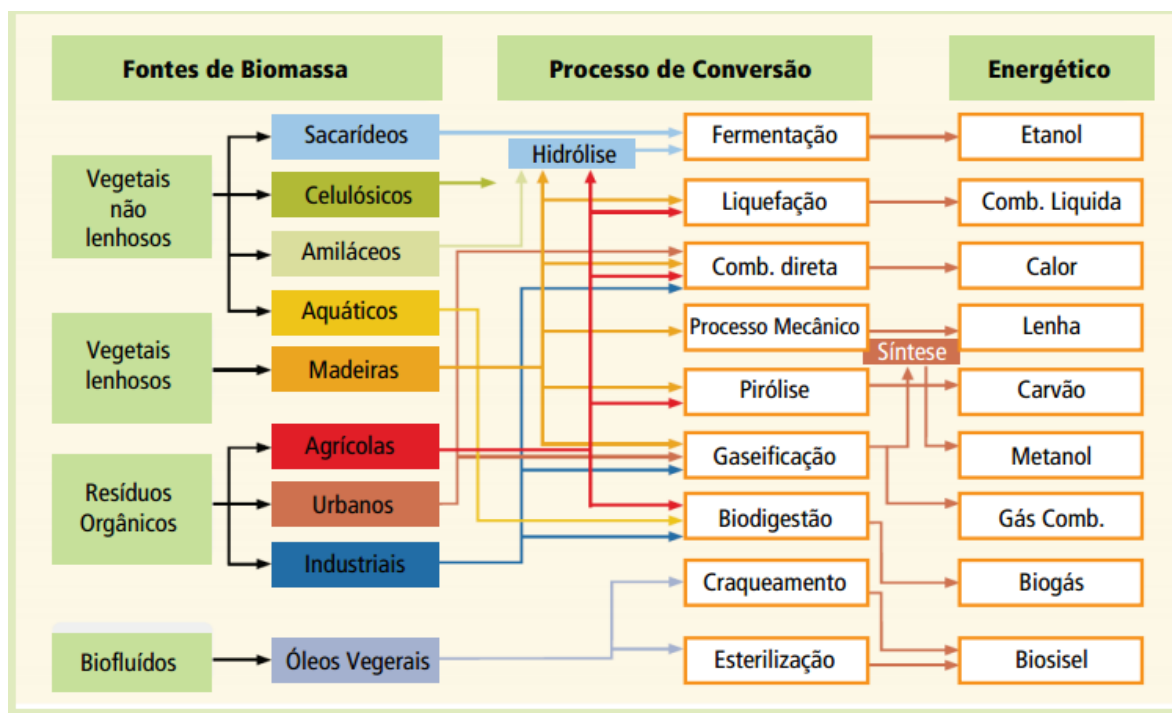 Fontes de Biomassa
Processo de Conversão
Energético
Vegetais
não
lenhosos
Vegetais
lenhosos
Resíduos
Orgânicos
Biofluídos
Sacarídeos
Celulósicos
Amiláceos
Aquáticos
Madeiras
Agrícolas
Urbanos
Industriais
Óleos Vegerais
Hidrólise
Fermentação
Liquefação
Comb. direta
Processo Mecânico
Pirólise
Gaseificação
Biodigestão
Craqueamento
Esterilização
Síntese
Etanol
Comb. Liquida
Calor
Lenha
Carvão
Metanol
Gás Comb.
Biogás
Biosisel